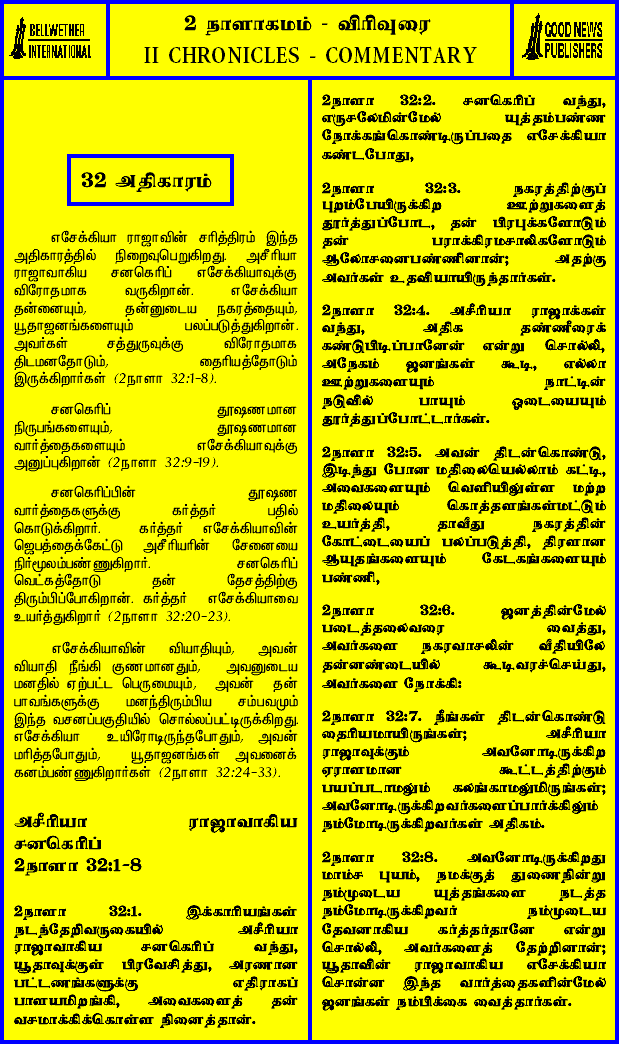 BELLWETHER
INTERNATIONAL
2 நாளாகமம் - விரிவுரை
II CHRONICLES - COMMENTARY
GOOD NEWS
PUBLISHERS
32 அதிகாரம்
எசேக்கியா ராஜாவின் சரித்திரம் இந்த
அதிகாரத்தில் நிறைவுபெறுகிறது. அசீரியா
ராஜாவாகிய சனகெரிப் எசேக்கியாவுக்கு
விரோதமாக வருகிறான். எசேக்கியா
தன்னையும், தன்னுடைய நகரத்தையும்,
யூதாஜனங்களையும் பலப்படுத்துகிறான்.
அவர்கள் சத்துருவுக்கு விரோதமாக
திடமனதோடும், தைரியத்தோடும்
இருக்கிறார்கள் (2நாளா 32:1-8).
சனகெரிப் தூஷணமான
நிருபங்களையும், தூஷணமான
வார்த்தைகளையும் எசேக்கியாவுக்கு
அனுப்புகிறான் (2நாளா 32:9-19).
சனகெரிப்பின் தூஷண
வார்த்தைகளுக்கு கர்த்தர் பதில்
கொடுக்கிறார். கர்த்தர் எசேக்கியாவின்
ஜெபத்தைக்கேட்டு அசீரியரின் சேனையை
நிர்மூலம்பண்ணுகிறார். சனகெரிப்
வெட்கத்தோடு தன் தேசத்திற்கு
திரும்பிப்போகிறான். கர்த்தர் எசேக்கியாவை
உயர்த்துகிறார் (2நாளா 32:20-23).
எசேக்கியாவின் வியாதியும், அவன்
வியாதி நீங்கி குணமானதும், அவனுடைய
மனதில் ஏற்பட்ட பெருமையும், அவன் தன்
பாவங்களுக்கு மனந்திரும்பிய சம்பவமும்
இந்த வசனப்பகுதியில் சொல்லப்பட்டிருக்கிறது.
எசேக்கியா உயிரோடிருந்தபோதும், அவன்
மரித்தபோதும், யூதாஜனங்கள் அவனைக்
கனம்பண்ணுகிறார்கள் (2நாளா 32:24-33).
அசீரியா ராஜாவாகிய
சனகெரிப்
2நாளா 32:1-8
2நாளா 32:1. இக்காரியங்கள்
நடந்தேறிவருகையில் அசீரியா
ராஜாவாகிய சனகெரிப் வந்து,
யூதாவுக்குள் பிரவேசித்து, அரணான
பட்டணங்களுக்கு எதிராகப்
பாளயமிறங்கி, அவைகளைத் தன்
வசமாக்கிக்கொள்ள நினைத்தான்.
2நாளா 32:2. சனகெரிப் வந்து,
எருசலேமின்மேல் யுத்தம்பண்ண
நோக்கங்கொண்டிருப்பதை எசேக்கியா
கண்டபோது,
2நாளா 32:3. நகரத்திற்குப்
புறம்பேயிருக்கிற ஊற்றுகளைத்
தூர்த்துப்போட, தன் பிரபுக்களோடும்
தன் பராக்கிரமசாலிகளோடும்
ஆலோசனைபண்ணினான்; அதற்கு
அவர்கள் உதவியாயிருந்தார்கள்.
2நாளா 32:4. அசீரியா ராஜாக்கள்
வந்து, அதிக தண்ணீரைக்
கண்டுபிடிப்பானேன் என்று சொல்லி,
அநேகம் ஜனங்கள் கூடி, எல்லா
ஊற்றுகளையும் நாட்டின்
நடுவில் பாயும் ஓடையையும்
தூர்த்துப்போட்டார்கள்.
2நாளா 32:5. அவன் திடன்கொண்டு,
இடிந்து போன மதிலையெல்லாம் கட்டி,
அவைகளையும் வெளியிலுள்ள மற்ற
மதிலையும் கொத்தளங்கள்மட்டும்
உயர்த்தி, தாவீது நகரத்தின்
கோட்டையைப் பலப்படுத்தி, திரளான
ஆயுதங்களையும் கேடகங்களையும்
பண்ணி,
2நாளா 32:6. ஜனத்தின்மேல்
படைத்தலைவரை வைத்து,
அவர்களை நகரவாசலின் வீதியிலே
தன்னண்டையில் கூடிவரச்செய்து,
அவர்களை நோக்கி:
2நாளா 32:7. நீங்கள் திடன்கொண்டு
தைரியமாயிருங்கள்; அசீரியா
ராஜாவுக்கும் அவனோடிருக்கிற
ஏராளமான கூட்டத்திற்கும்
பயப்படாமலும் கலங்காமலுமிருங்கள்;
அவனோடிருக்கிறவர்களைப்பார்க்கிலும்
நம்மோடிருக்கிறவர்கள் அதிகம்.
2நாளா 32:8. அவனோடிருக்கிறது
மாம்ச புயம், நமக்குத் துணைநின்று
நம்முடைய யுத்தங்களை நடத்த
நம்மோடிருக்கிறவர் நம்முடைய
தேவனாகிய கர்த்தர்தானே என்று
சொல்லி, அவர்களைத் தேற்றினான்;
யூதாவின் ராஜாவாகிய எசேக்கியா
சொன்ன இந்த வார்த்தைகளின்மேல்
ஜனங்கள் நம்பிக்கை வைத்தார்கள்.